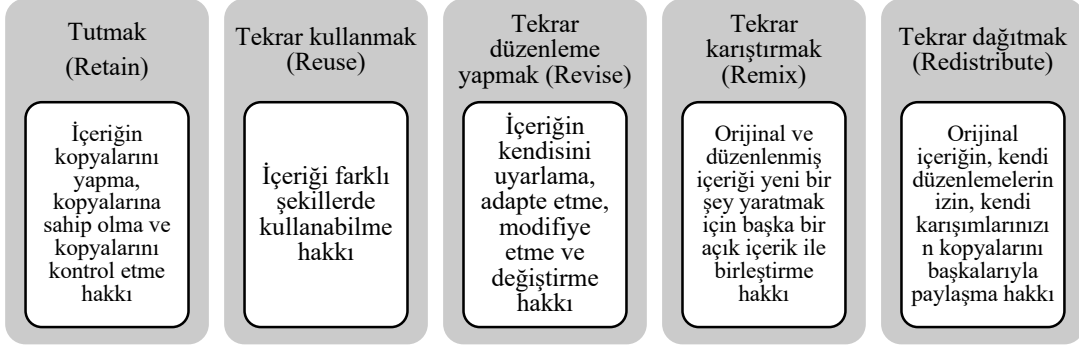 Tutmak
(Retain)
İçeriğin
kopyalarını
yapma,
kopyalarına
sahip olma ve
kopyalarını
kontrol etme
hakkı
Tekrar kullanmak
(Reuse)
İçeriği farklı
şekillerde
kullanabilme
hakkı
Tekrar
düzenleme
yapmak (Revise)
İçeriğin
kendisini
uyarlama,
adapte etme,
modifiye
etme ve
değiştirme
hakkı
Tekrar
karıştırmak
(Remix)
Orijinal ve
düzenlenmiş
içeriği yeni bir
şey yaratmak
için başka bir
açık içerik ile
birleştirme
hakkı
Tekrar dağıtmak
(Redistribute)
Orijinal
içeriğin, kendi
düzenlemelerin
izin, kendi
karışımlarınızı
n kopyalarını
başkalarıyla
paylaşma hakkı